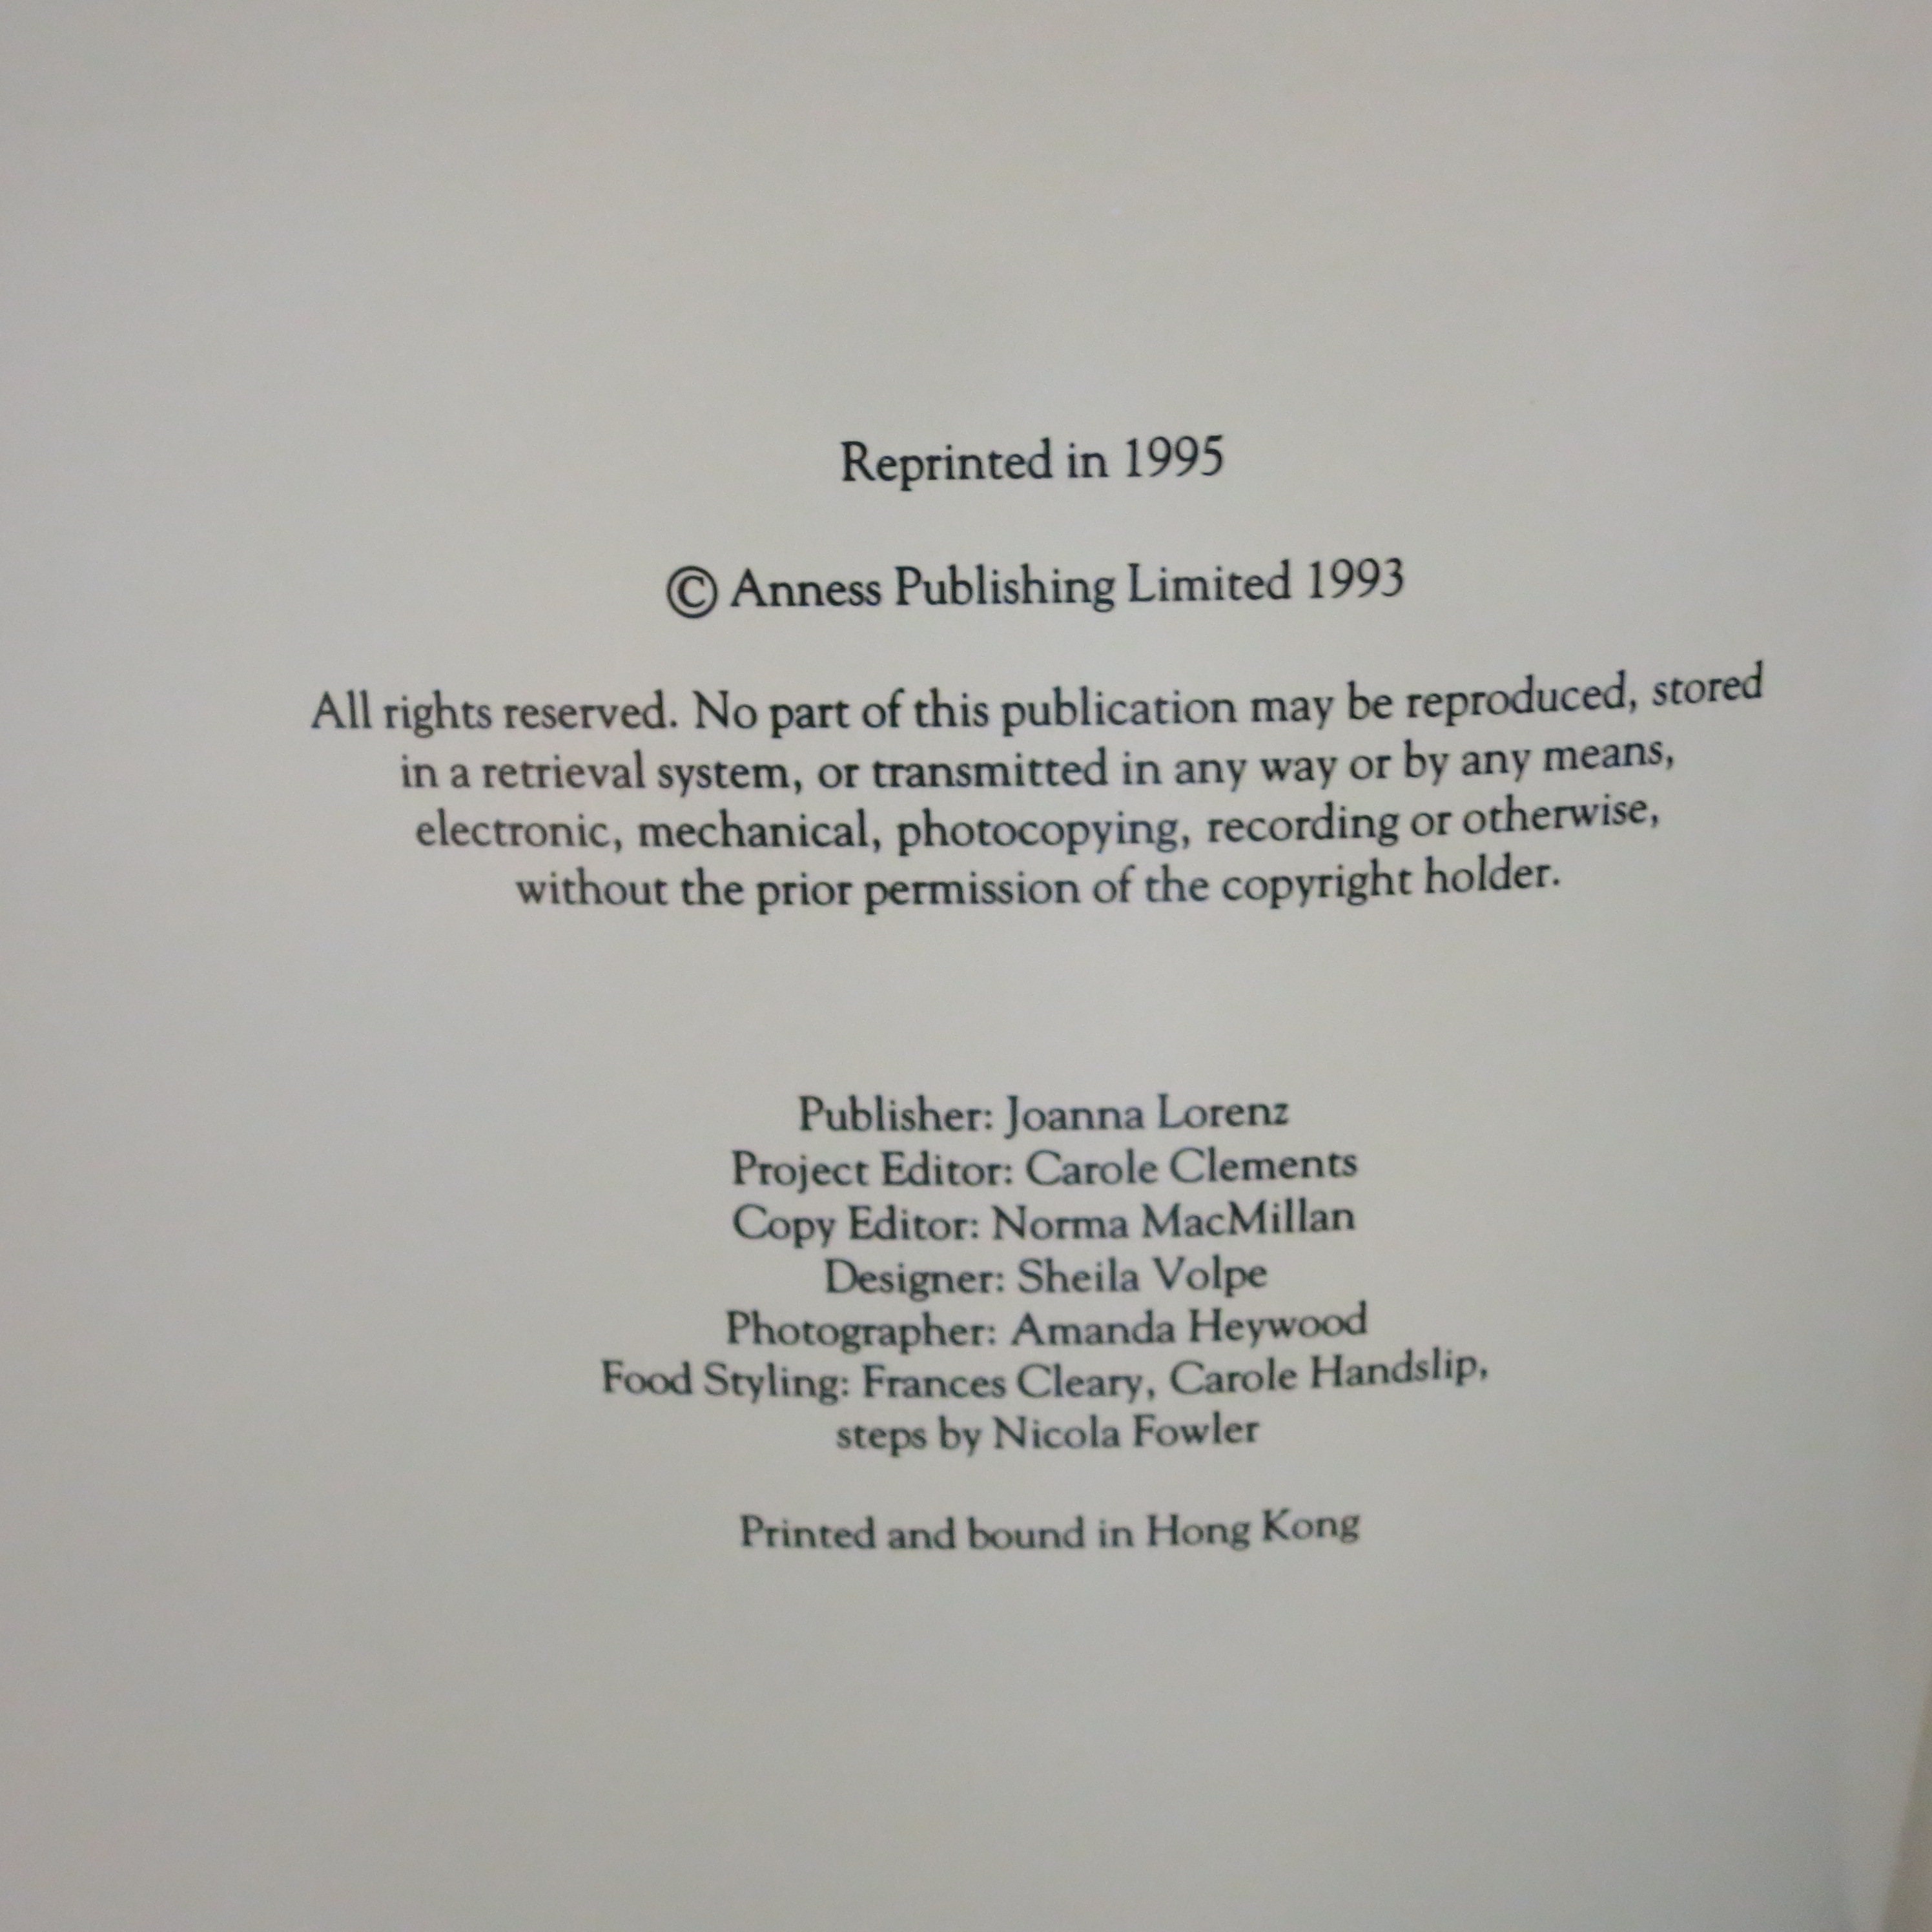 Reprinted in 1995
© Anness Publishing Limited 1993
All rights reserved. No part of this publication may be reproduced, stored
in a retrieval system, or transmitted in any way or by any means,
electronic, mechanical, photocopying, recording or otherwise,
without the prior permission of the copyright holder.
Publisher: Joanna Lorenz
Project Editor: Carole Clements
Copy Editor: Norma MacMillan
Designer: Sheila Volpe
Photographer: Amanda Heywood
Food Styling: Frances Cleary, Carole Handslip,
steps by Nicola Fowler
Printed and bound in Hong Kong